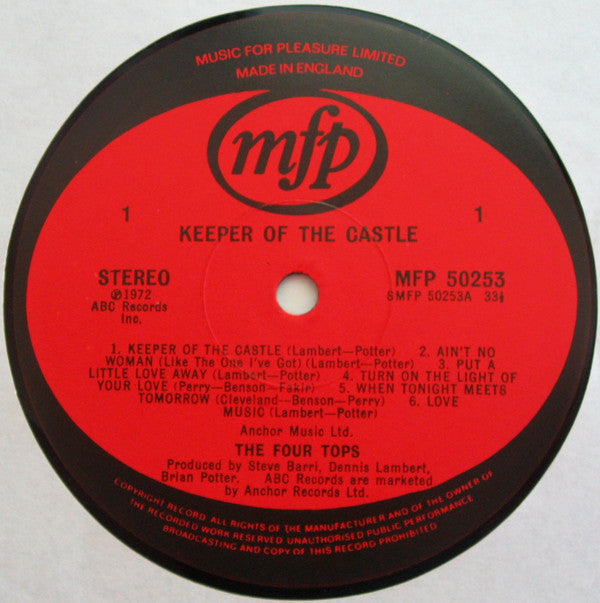 MUSIC FOR PLEASURE LIMITED
MADE IN ENGLAND
mfp
1 1
KEEPER OF THE CASTLE
STEREO MFP 50253
℗1972 SMFP 50253A 33⅓
ABC Records
Inc.
1. KEEPER OF THE CASTLE (Lambert—Potter) 2. AIN'T NO
WOMAN (Like The One I've Got) (Lambert—Potter) 3. PUT A
LITTLE LOVE AWAY (Lambert—Potter) 4. TURN ON THE LIGHT OF
YOUR LOVE (Perry—Benson—Fakir) 5. WHEN TONIGHT MEETS
TOMORROW (Cleveland—Benson—Perry) 6. LOVE
MUSIC (Lambert—Potter)
Anchor Music Ltd.
THE FOUR TOPS
Produced by Steve Barri, Dennis Lambert,
Brian Potter. ABC Records are marketed
by Anchor Records Ltd.
COPYRIGHT RECORD. ALL RIGHTS OF THE MANUFACTURER AND OF THE OWNER OF
THE RECORDED WORK RESERVED UNAUTHORISED PUBLIC PERFORMANCE
BROADCASTING AND COPY OF THIS RECORD PROHIBITED